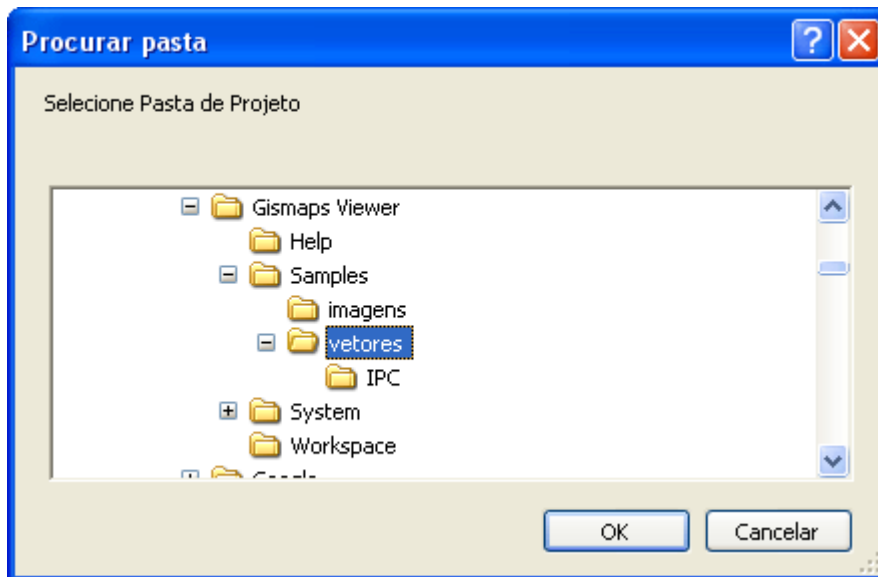 Procurar pasta
Selecione Pasta de Projeto
Gismaps Viewer
Help
Samples
imagens
vetores
IPC
System
Workspace
OK Cancelar